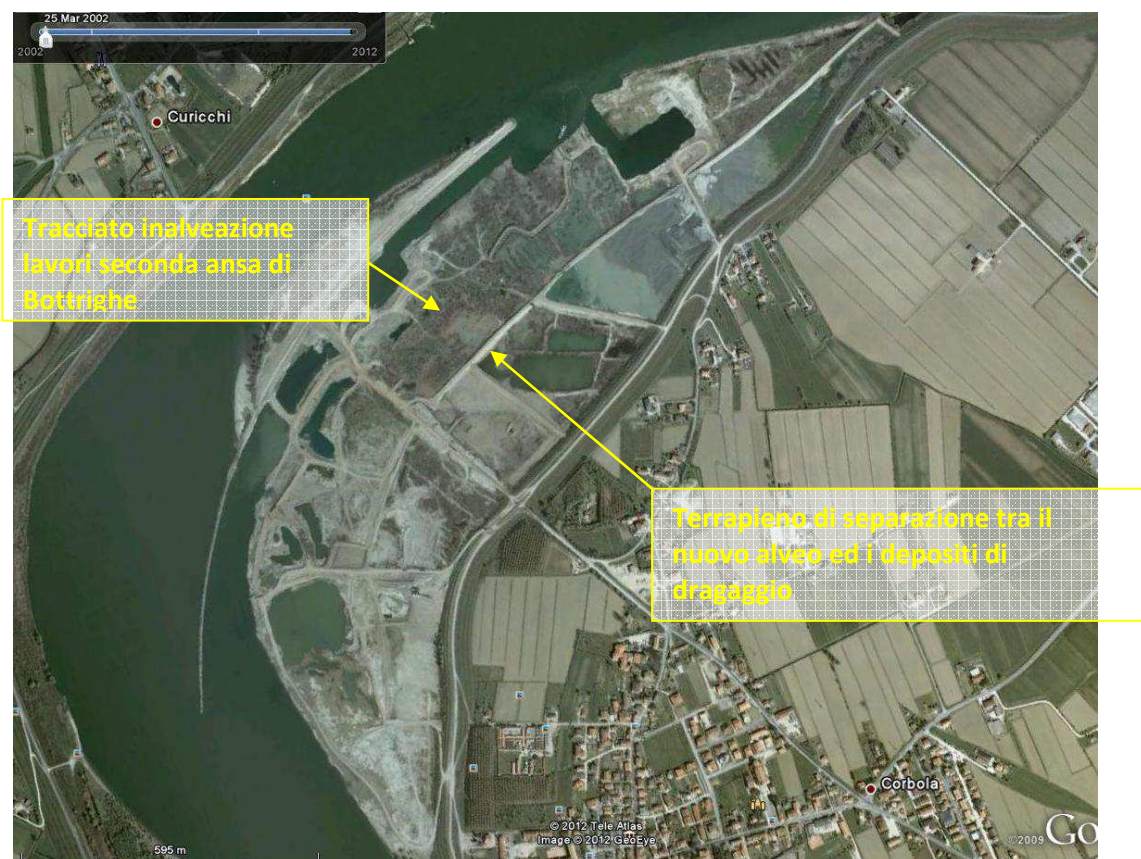 25 Mar 2002
2002
2012
Curicchi
Tracciato inalveazione
lavori seconda ansa di
Bottrighe
Terrapieno di separazione tra il
nuovo alveo ed i depositi di
dragaggio
Corbola
© 2012 Tele Atlas
Image © 2012 GeoEye
©2009
Go
595 m